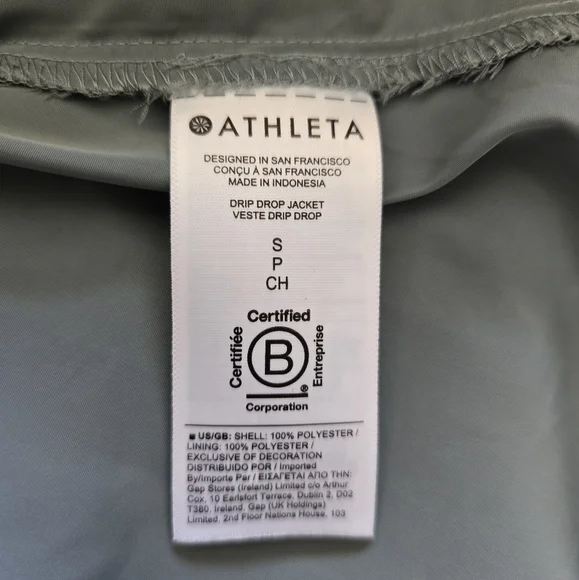 ATHLETA
DESIGNED IN SAN FRANCISCO
CONÇU À SAN FRANCISCO
MADE IN INDONESIA
DRIP DROP JACKET
VESTE DRIP DROP
S
P
CH
Certified
Certifiée
B
Entreprise
®
Corporation
■ US/GB: SHELL: 100% POLYESTER /
LINING: 100% POLYESTER /
EXCLUSIVE OF DECORATION
DISTRIBUIDO POR / Imported
By/Importe Par / ΕΙΣΑΓΕΤΑΙ ΑΠΟ ΤΗΝ:
Gap Stores (Ireland) Limited c/o Arthur
Cox, 10 Earlsfort Terrace, Dublin 2, D02
T380, Ireland. Gap (UK Holdings)
Limited, 2nd Floor Nations House, 103